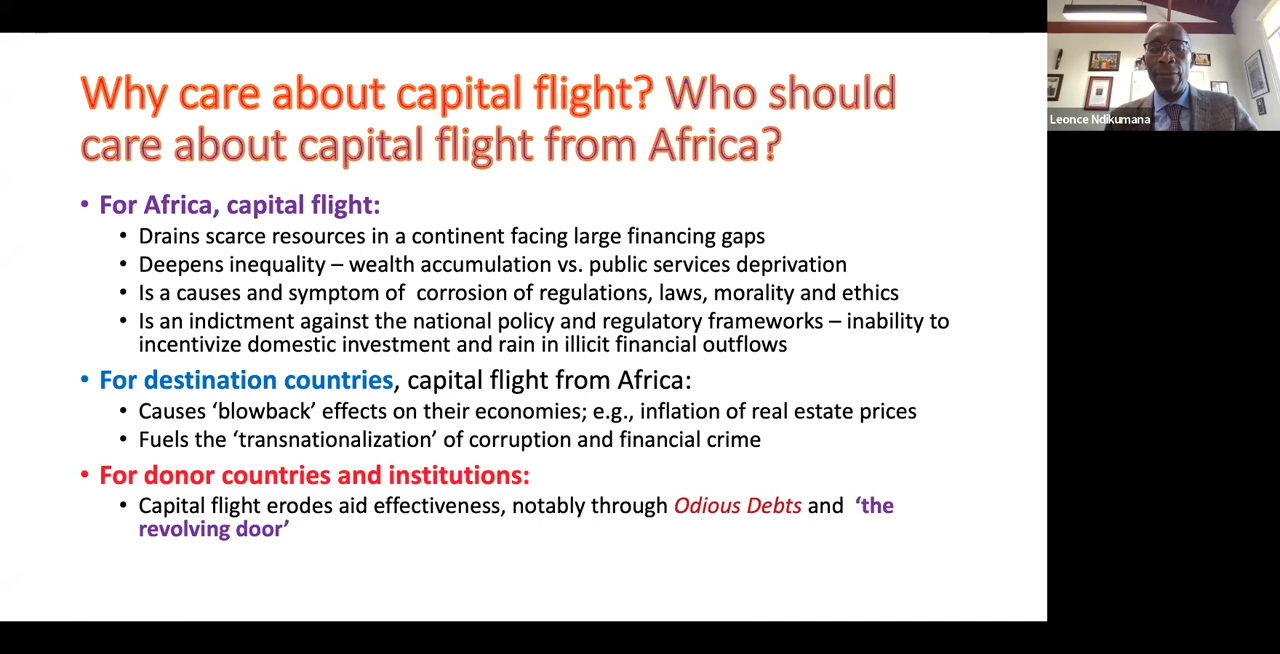 Why care about capital flight? Who should
care about capital flight from Africa?
• For Africa, capital flight:
• Drains scarce resources in a continent facing large financing gaps
• Deepens inequality – wealth accumulation vs. public services deprivation
• Is a causes and symptom of  corrosion of regulations, laws, morality and ethics
• Is an indictment against the national policy and regulatory frameworks – inability to
incentivize domestic investment and rain in illicit financial outflows
• For destination countries, capital flight from Africa:
• Causes ‘blowback’ effects on their economies; e.g., inflation of real estate prices
• Fuels the ‘transnationalization’ of corruption and financial crime
• For donor countries and institutions:
• Capital flight erodes aid effectiveness, notably through Odious Debts and  ‘the
revolving door’
Leonce Ndikumana